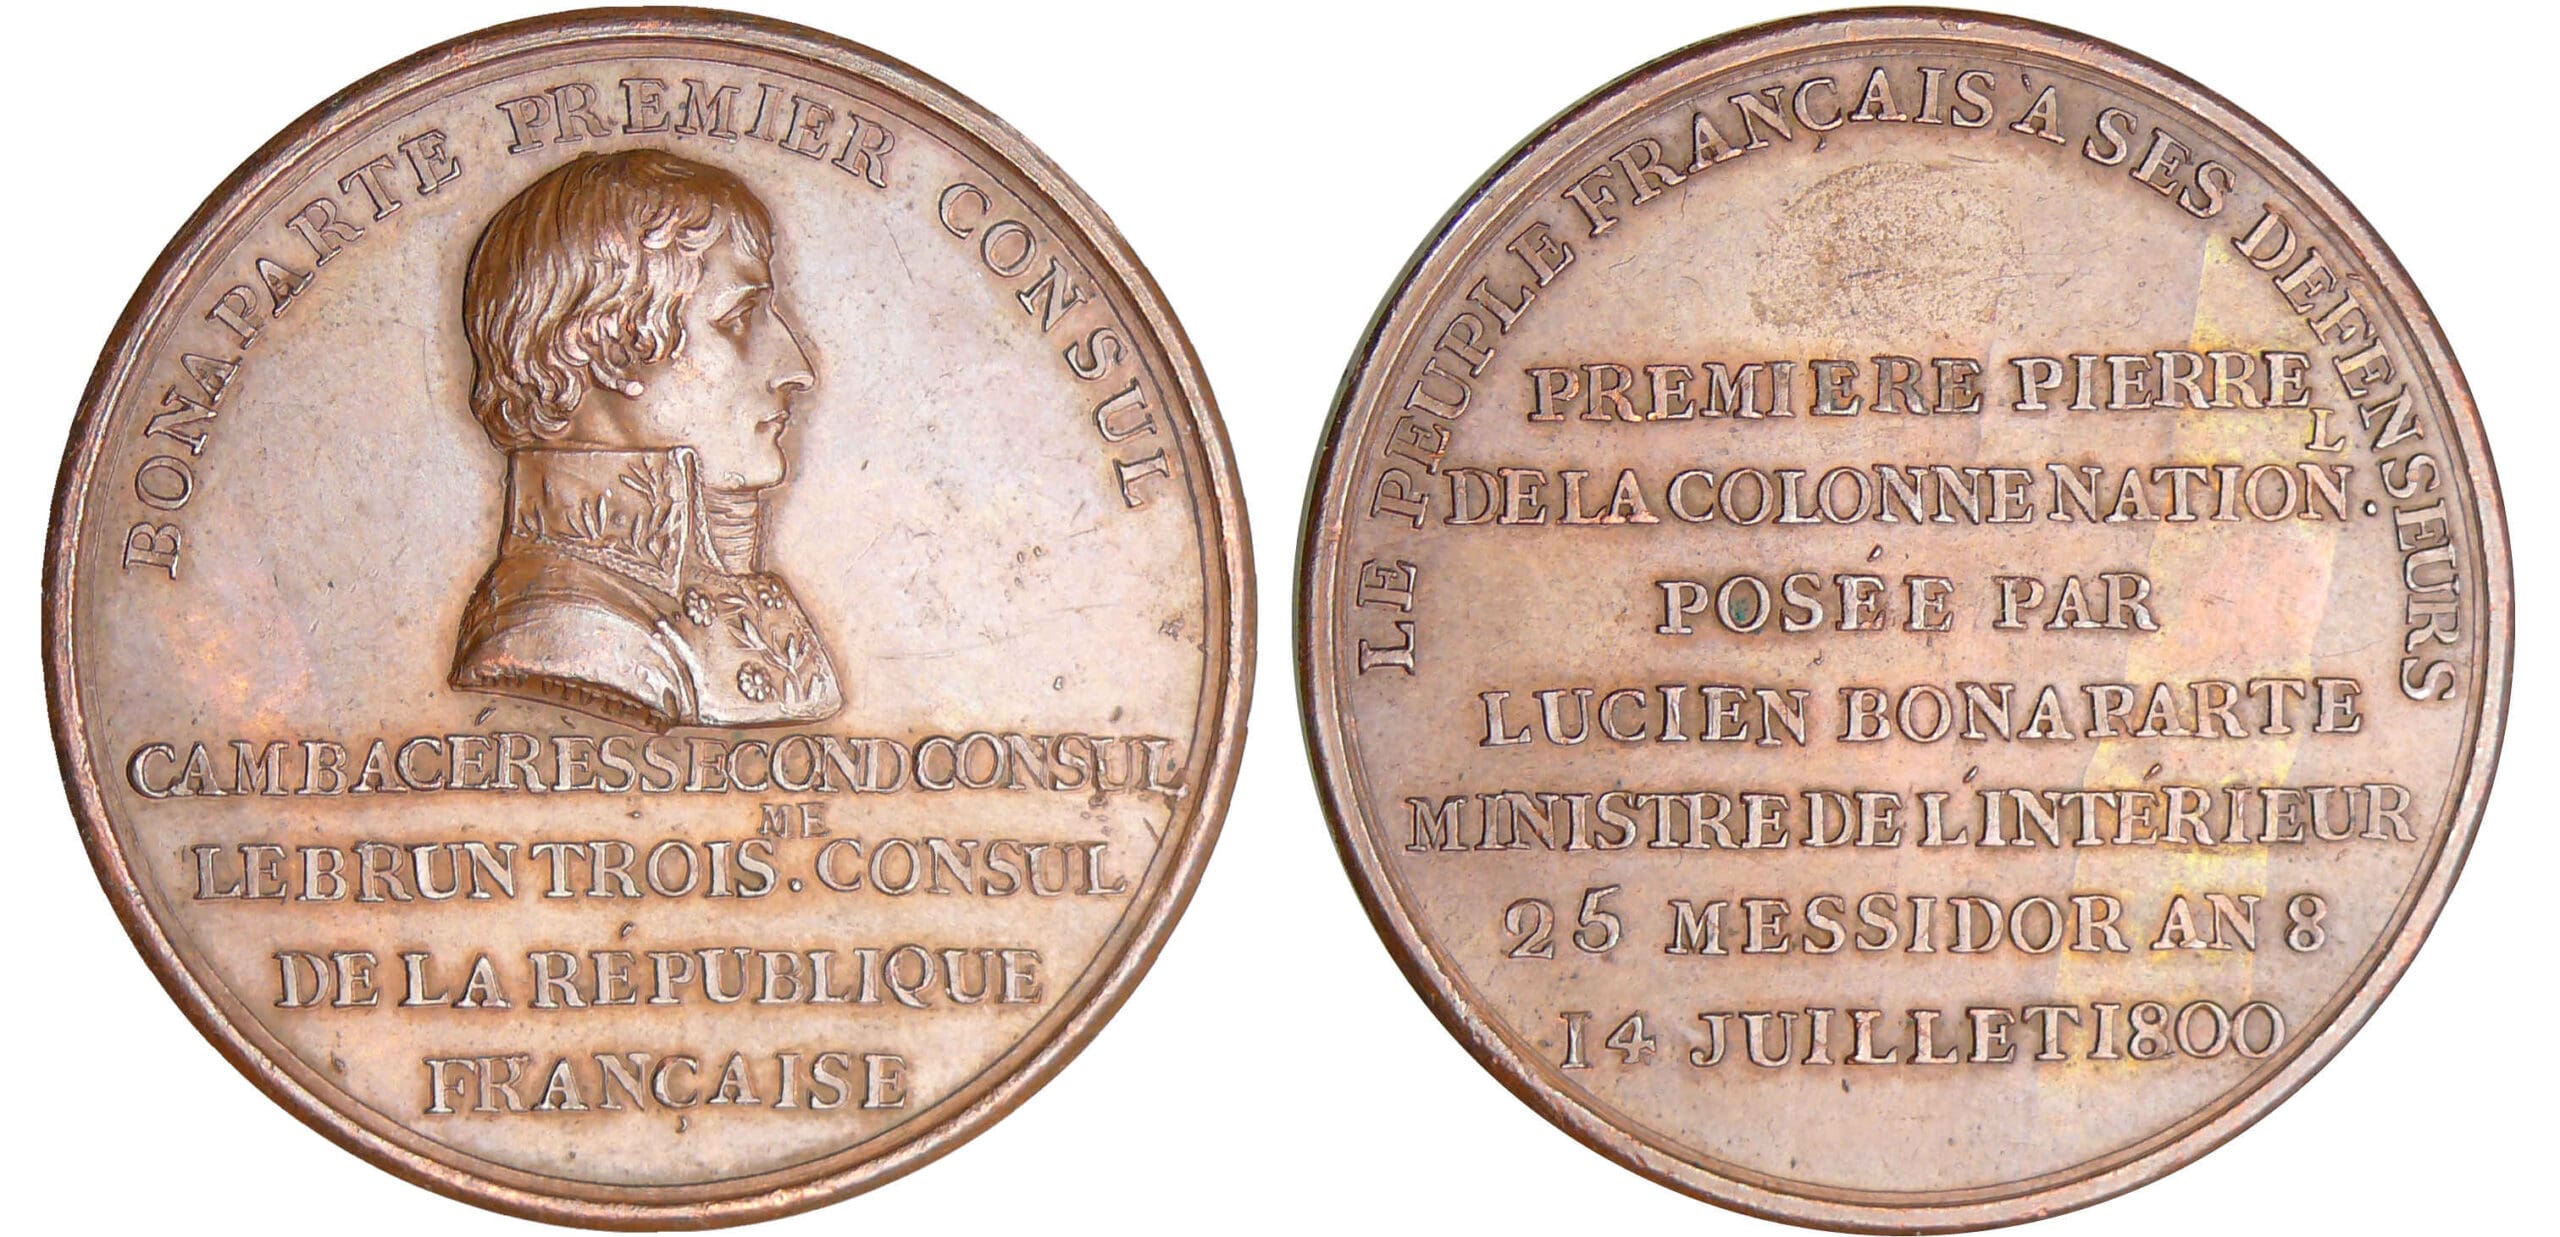 BONAPARTE PREMIER CONSUL
CAMBACÉRÈS SECOND CONSUL
LEBRUN TROIS.ME CONSUL
DE LA RÉPUBLIQUE
FRANÇAISE
LE PEUPLE FRANÇAIS À SES DÉFENSEURS
PREMIERE PIERRE
DE LA COLONNE NATION.L
POSÉE PAR
LUCIEN BONAPARTE
MINISTRE DE L'INTÉRIEUR
25 MESSIDOR AN 8
14 JUILLET 1800